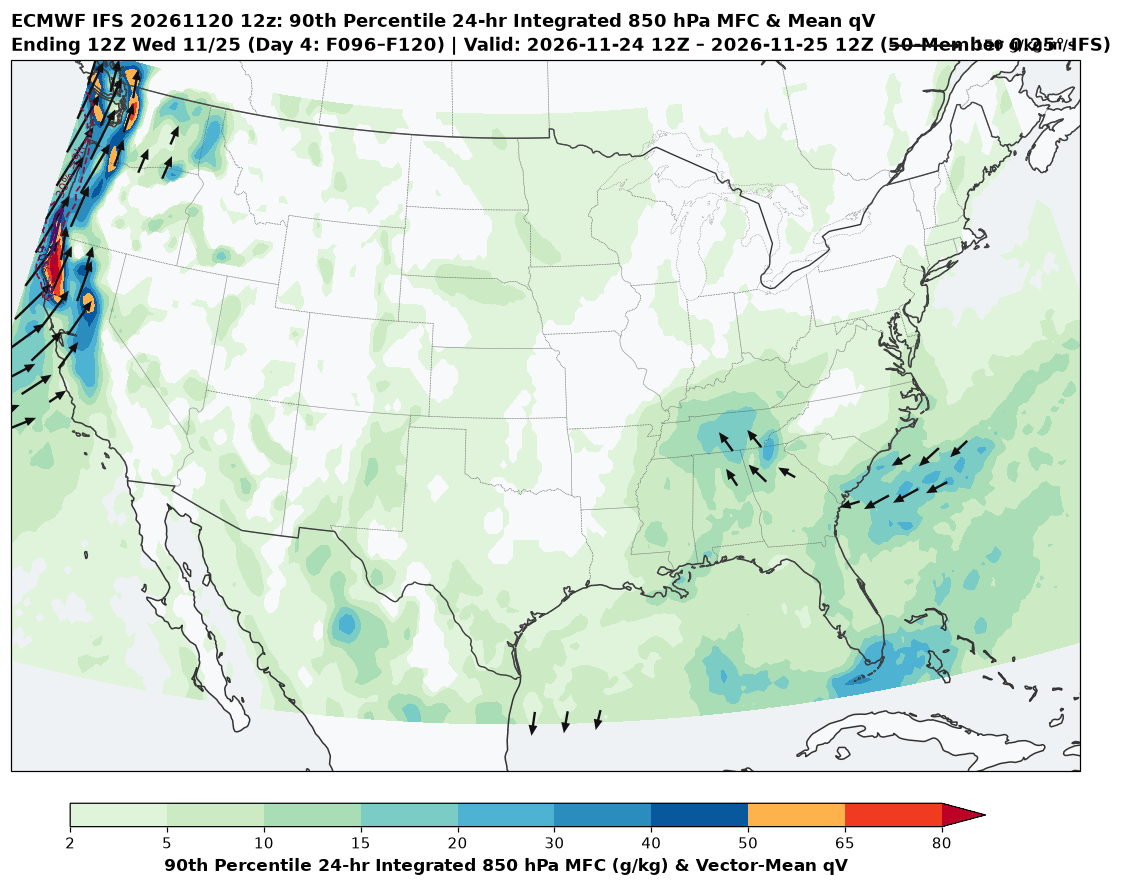 ECMWF IFS 20261120 12z: 90th Percentile 24-hr Integrated 850 hPa MFC & Mean qV
Ending 12Z Wed 11/25 (Day 4: F096–F120) | Valid: 2026-11-24 12Z – 2026-11-25 12Z (50-Member 0.25° IFS)
2 5 10 15 20 30 40 50 65 80
90th Percentile 24-hr Integrated 850 hPa MFC (g/kg) & Vector-Mean qV